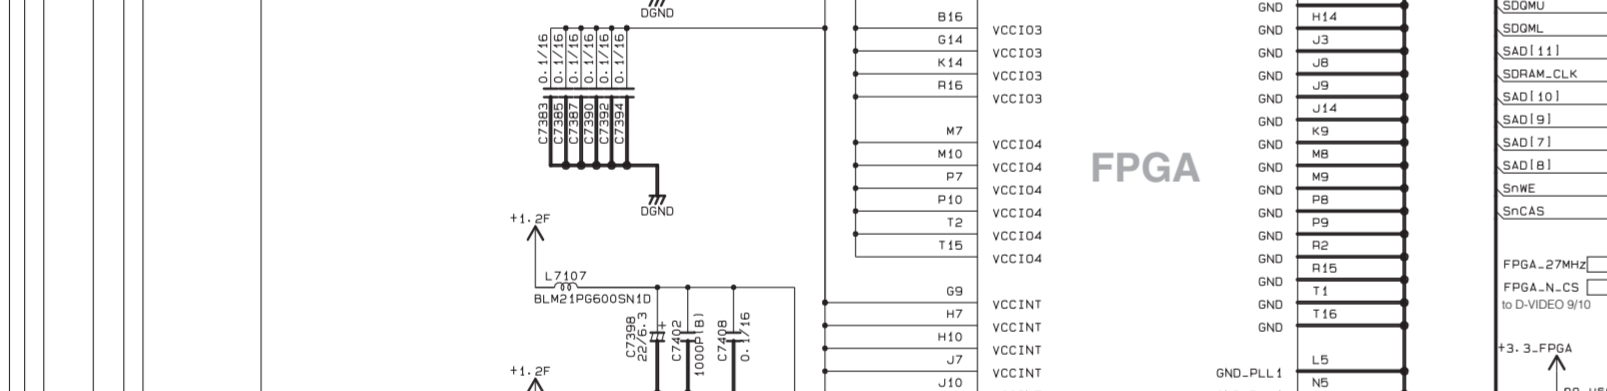 DGND
0.1/16
0.1/16
0.1/16
0.1/16
0.1/16
0.1/16
C7383
C7385
C7387
C7390
C7392
C7394
DGND
+1.2F
L7107
BLM21PG600SN1D
C7398
22/6.3
+
C7402
1000P(B)
C7408
0.1/16
+1.2F
B16
VCCIO3
G14
VCCIO3
K14
VCCIO3
R16
VCCIO3
M7
VCCIO4
M10
VCCIO4
P7
VCCIO4
P10
VCCIO4
T2
VCCIO4
T15
VCCIO4
G9
VCCINT
H7
VCCINT
H10
VCCINT
J7
VCCINT
J10
FPGA
GND
H14
GND
J3
GND
J8
GND
J9
GND
J14
GND
K9
GND
M8
GND
M9
GND
P8
GND
P9
GND
R2
GND
R15
GND
T1
GND
T16
GND
L5
GND_PLL1
N5
SDQMU
SDQML
SAD[11]
SDRAM_CLK
SAD[10]
SAD[9]
SAD[7]
SAD[8]
SnWE
SnCAS
FPGA_27MHz
FPGA_N_CS
to D-VIDEO 9/10
+3.3_FPGA